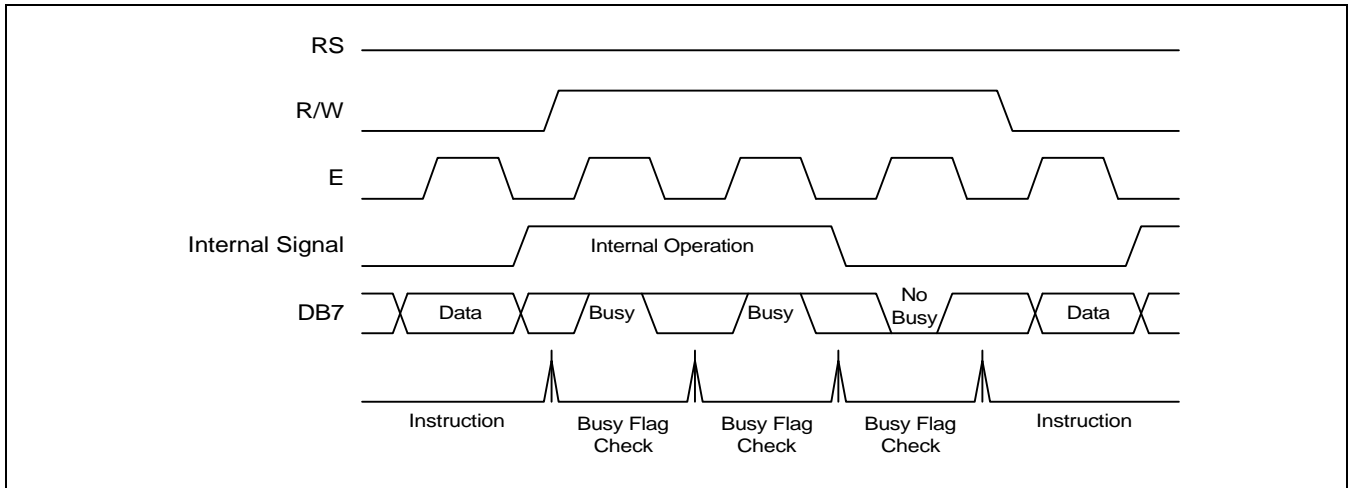 RS
R/W
E
Internal Signal
Internal Operation
DB7
Data
Busy
Busy
No
Busy
Data
Instruction
Busy Flag
Check
Busy Flag
Check
Busy Flag
Check
Instruction